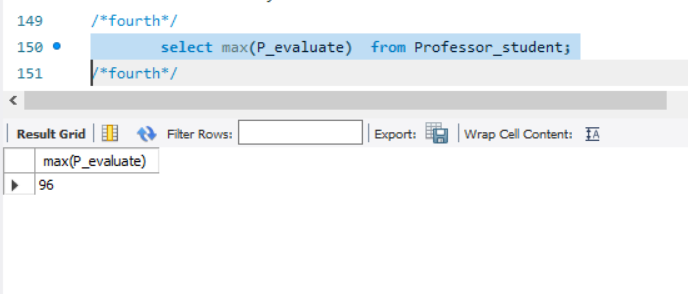 149 /*fourth*/
150 select max(P_evaluate) from Professor_student;
151 /*fourth*/
Result Grid Filter Rows: Export: Wrap Cell Content: IA
max(P_evaluate)
96